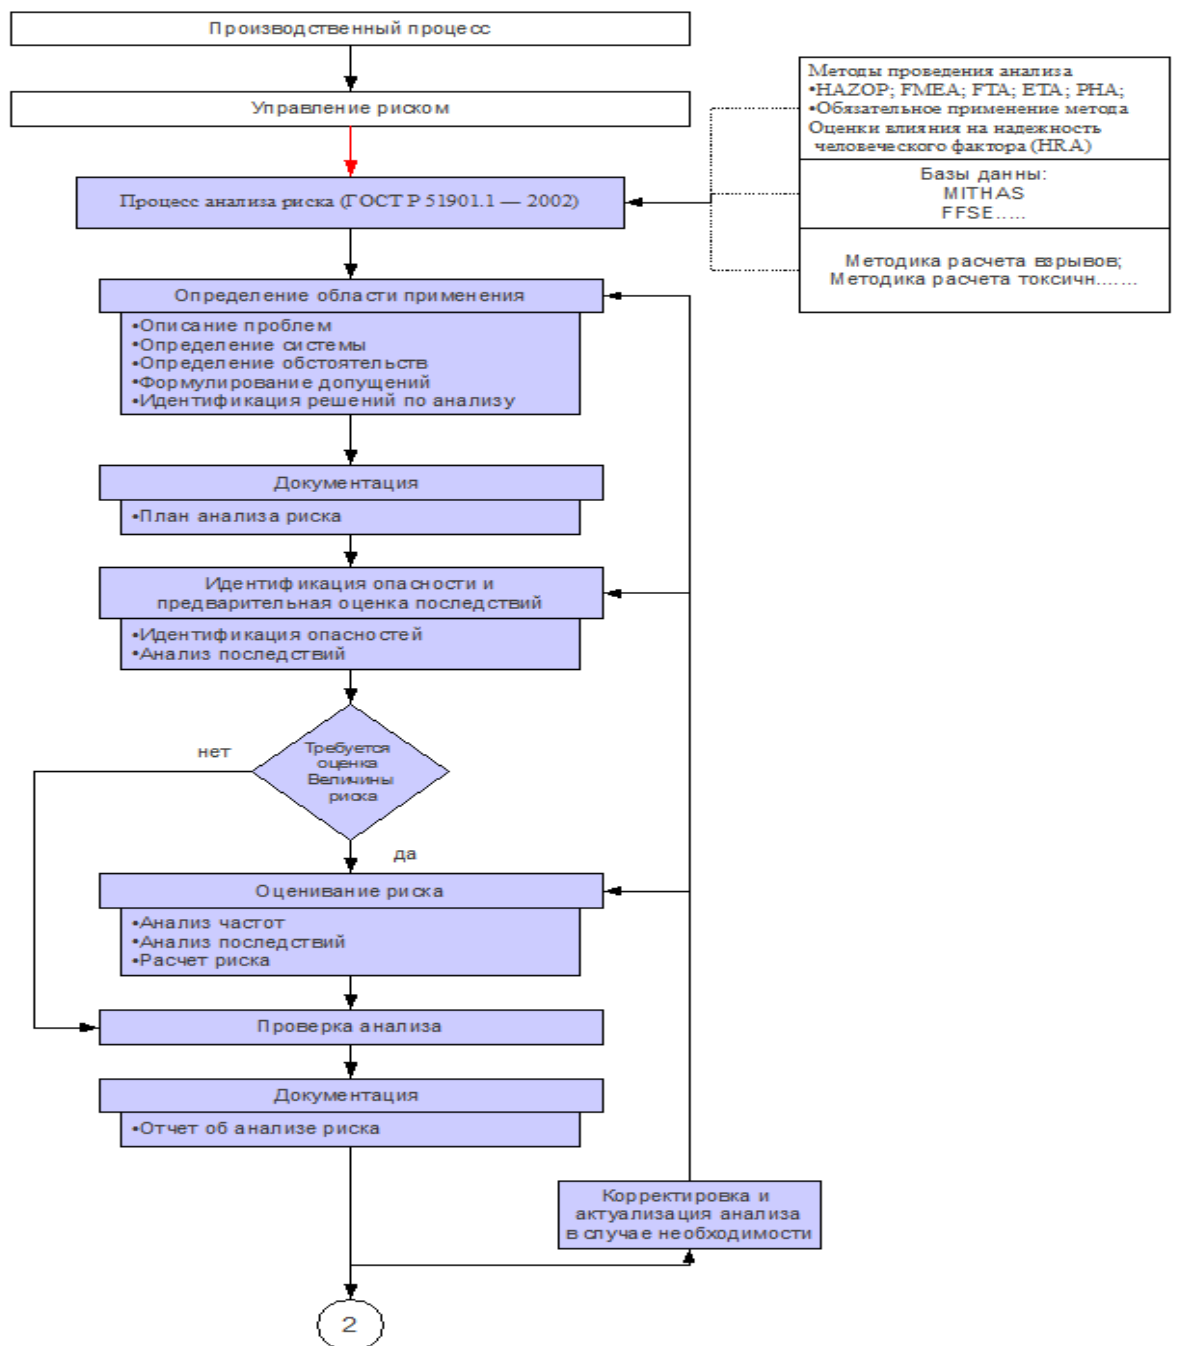 Производственный процесс
Управление риском
Методы проведения анализа
•HAZOP; FMEA; FTA; ETA; PHA;
•Обязательное применение метода
Оценки влияния на надежность
человеческого фактора (HRA)
Базы данны:
MITHAS
FFSE.....
Методика расчета взрывов;
Методика расчета токсичн.......
Процесс анализа риска (ГОСТ Р 51901.1 — 2002)
Определение области применения
•Описание проблем
•Определение системы
•Определение обстоятельств
•Формулирование допущений
•Идентификация решений по анализу
Документация
•План анализа риска
Идентификация опасности и
предварительная оценка последствий
•Идентификация опасностей
•Анализ последствий
нет
Требуется
оценка
Величины
риска
да
Оценивание риска
•Анализ частот
•Анализ последствий
•Расчет риска
Проверка анализа
Документация
•Отчет об анализе риска
Корректировка и
актуализация анализа
в случае необходимости
2